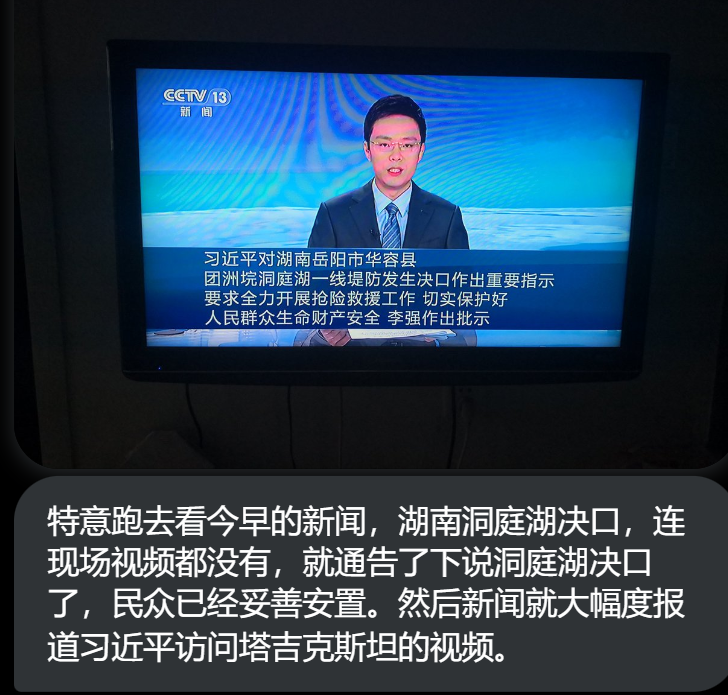 CCTV 13
新闻
习近平对湖南岳阳市华容县
团洲垸洞庭湖一线堤防发生决口作出重要指示
要求全力开展抢险救援工作 切实保护好
人民群众生命财产安全 李强作出批示
特意跑去看今早的新闻，湖南洞庭湖决口，连
现场视频都没有，就通告了下说洞庭湖决口
了，民众已经妥善安置。然后新闻就大幅度报
道习近平访问塔吉克斯坦的视频。